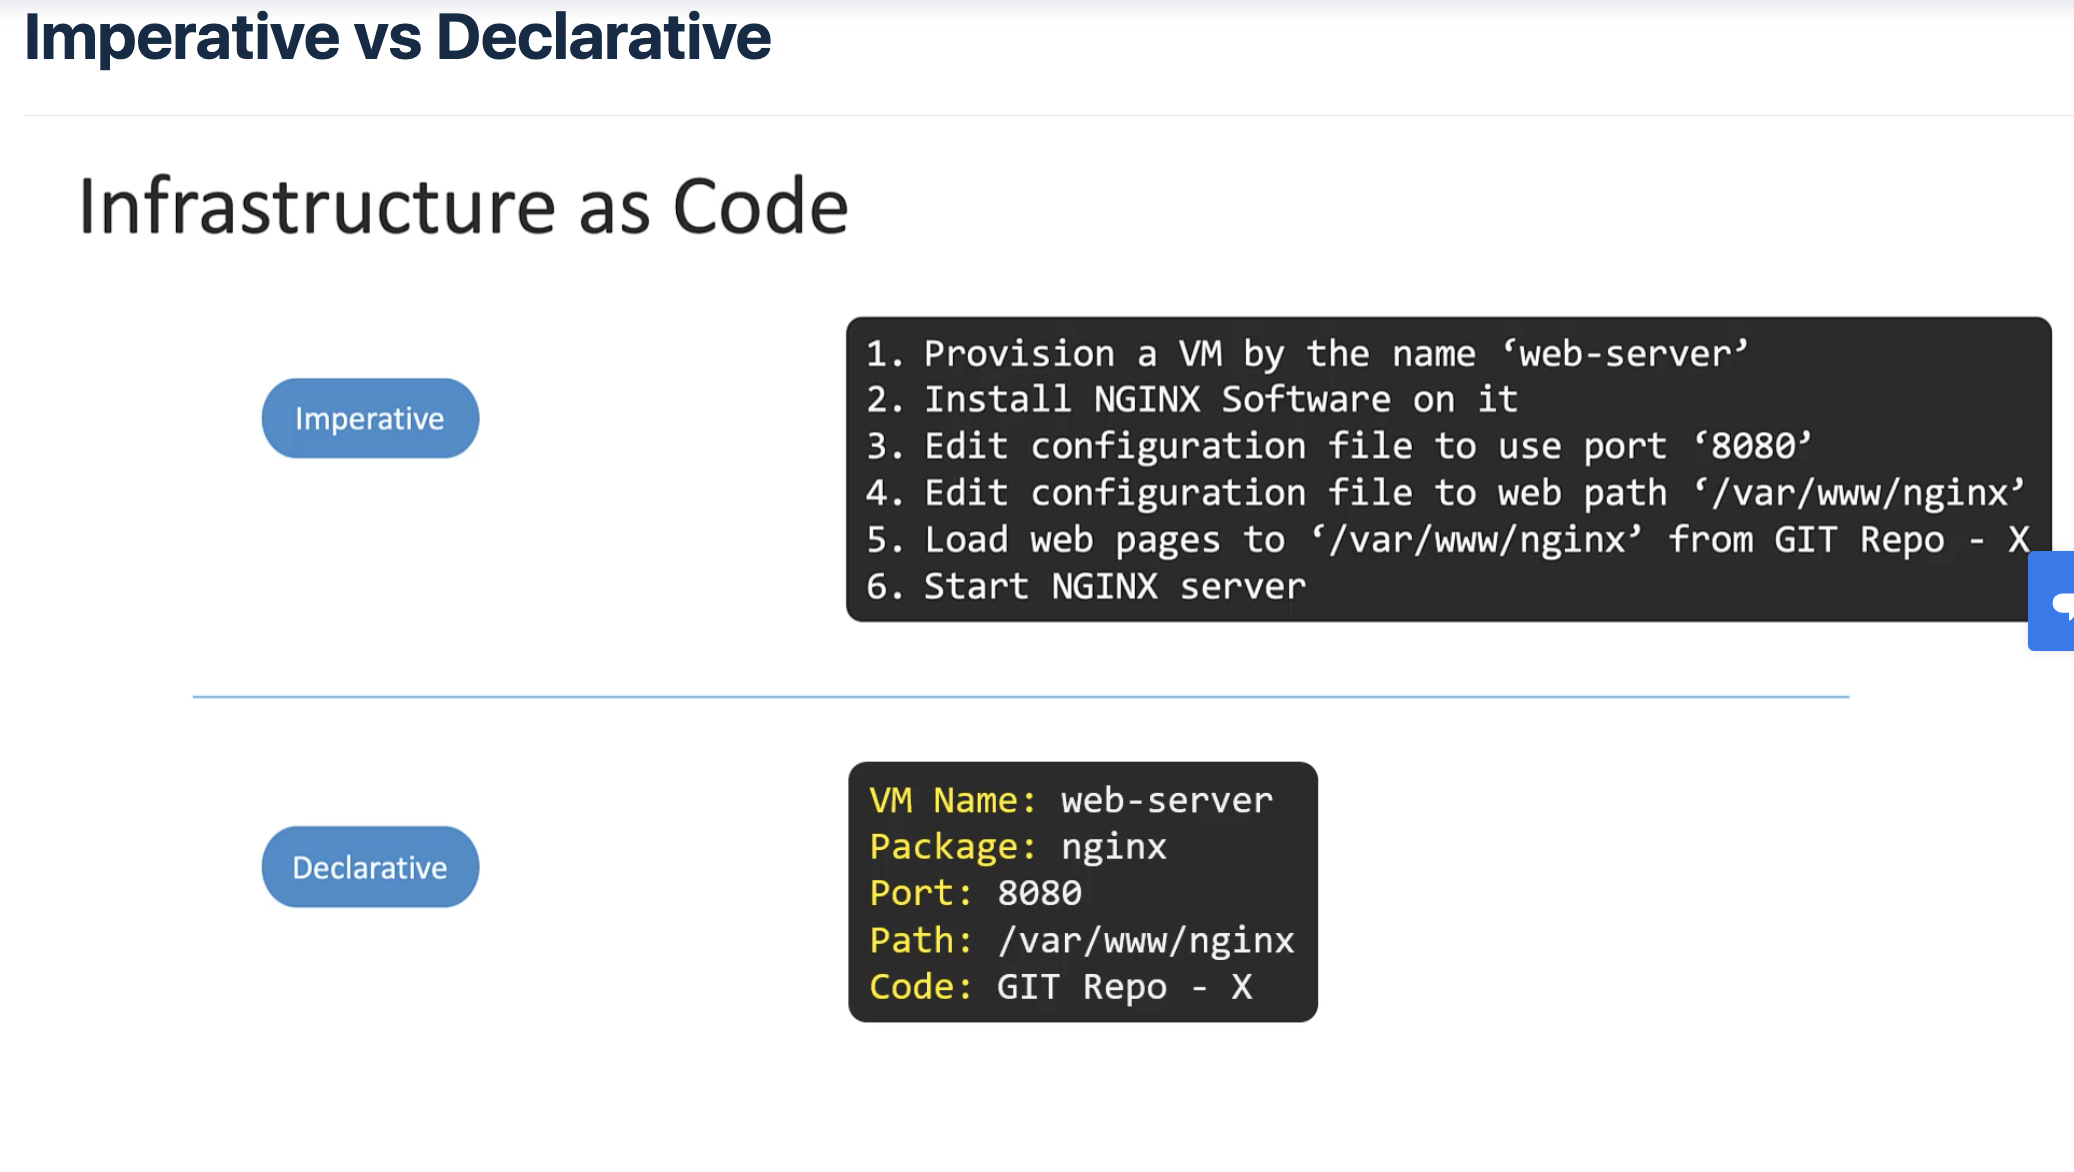 Imperative vs Declarative
Infrastructure as Code
Imperative
1. Provision a VM by the name ‘web-server’
2. Install NGINX Software on it
3. Edit configuration file to use port ‘8080’
4. Edit configuration file to web path ‘/var/www/nginx’
5. Load web pages to ‘/var/www/nginx’ from GIT Repo - X
6. Start NGINX server
Declarative
VM Name: web-server
Package: nginx
Port: 8080
Path: /var/www/nginx
Code: GIT Repo - X